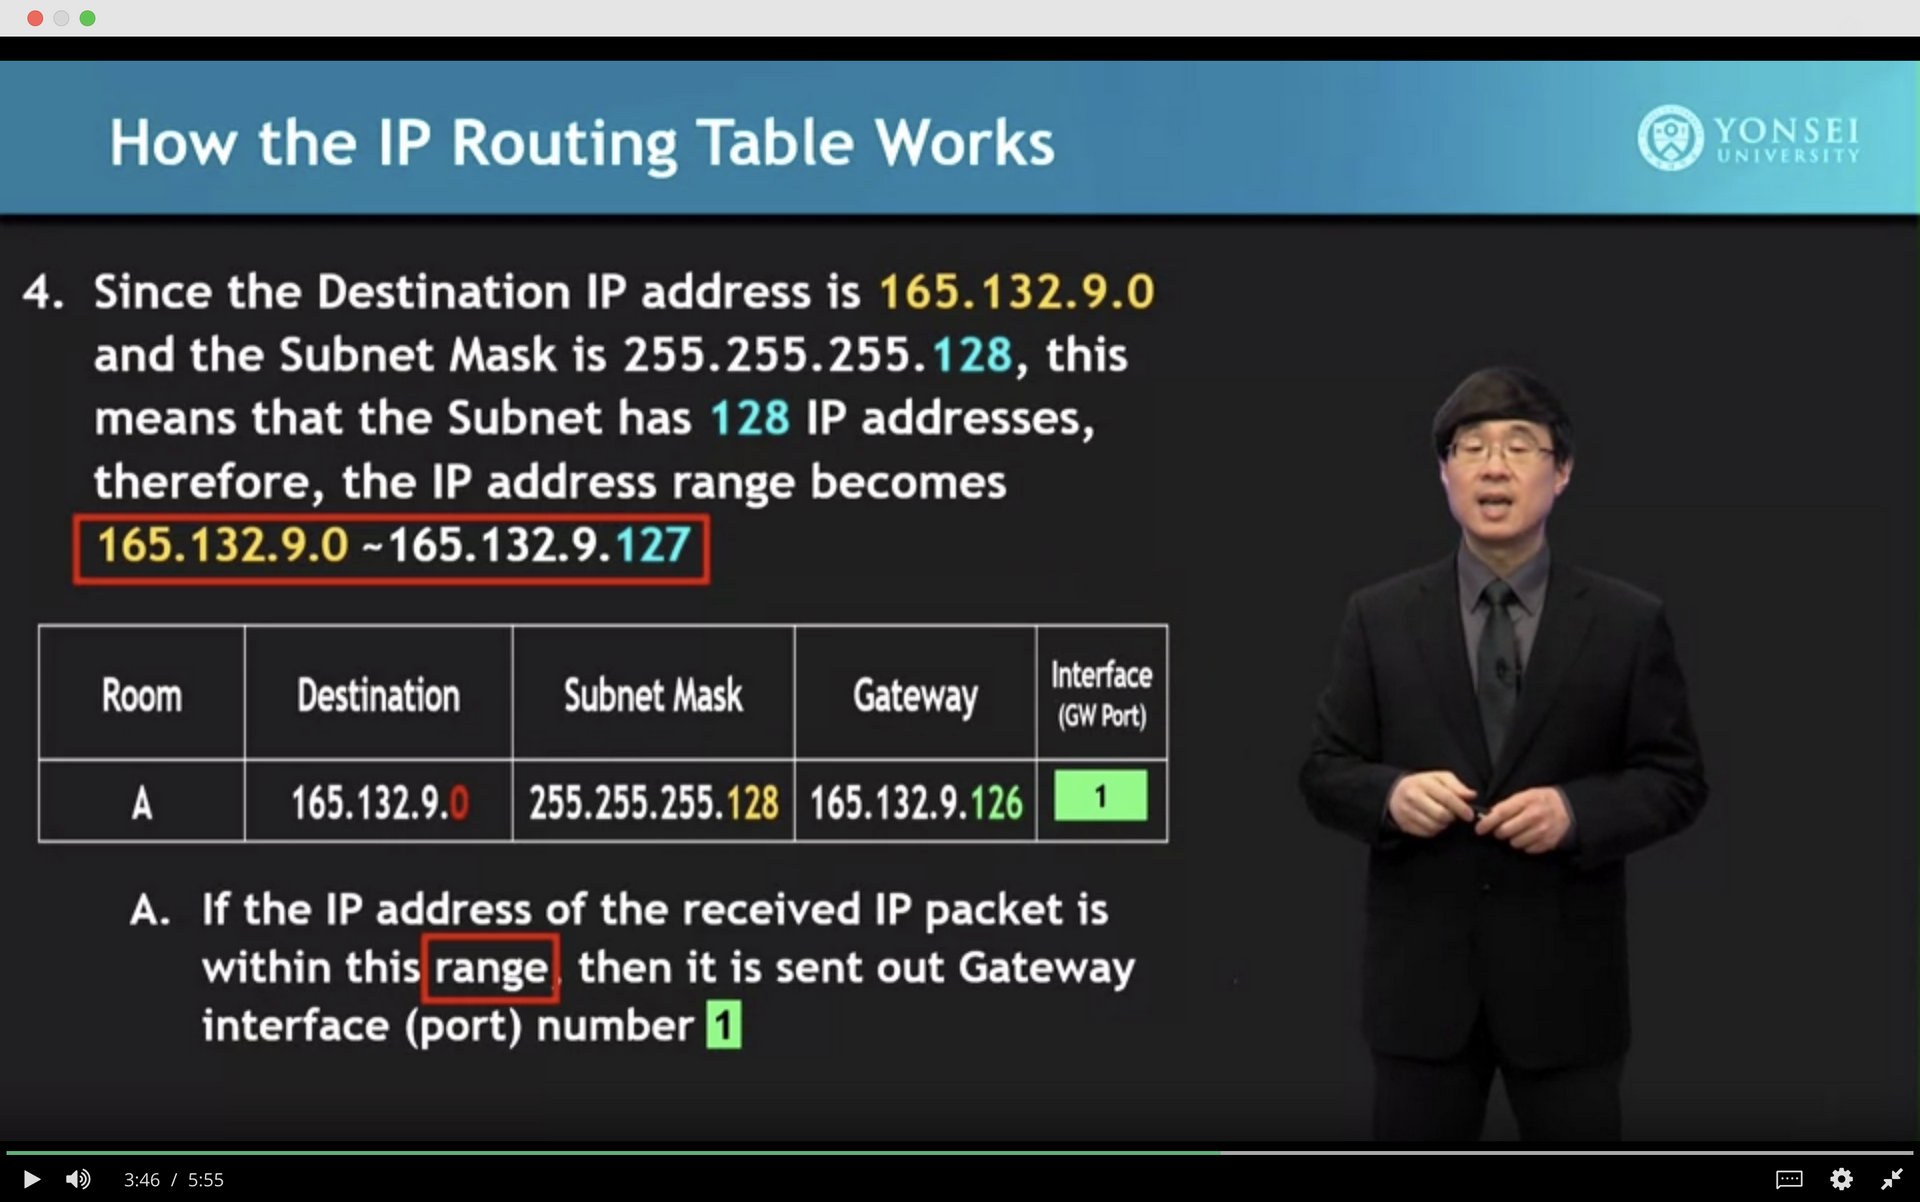 How the IP Routing Table Works
YONSEI
UNIVERSITY
4. Since the Destination IP address is 165.132.9.0
and the Subnet Mask is 255.255.255.128, this
means that the Subnet has 128 IP addresses,
therefore, the IP address range becomes
165.132.9.0 ~165.132.9.127
Room Destination Subnet Mask Gateway Interface
(GW Port)
A 165.132.9.0 255.255.255.128 165.132.9.126 1
A. If the IP address of the received IP packet is
within this range, then it is sent out Gateway
interface (port) number 1
3:46 / 5:55